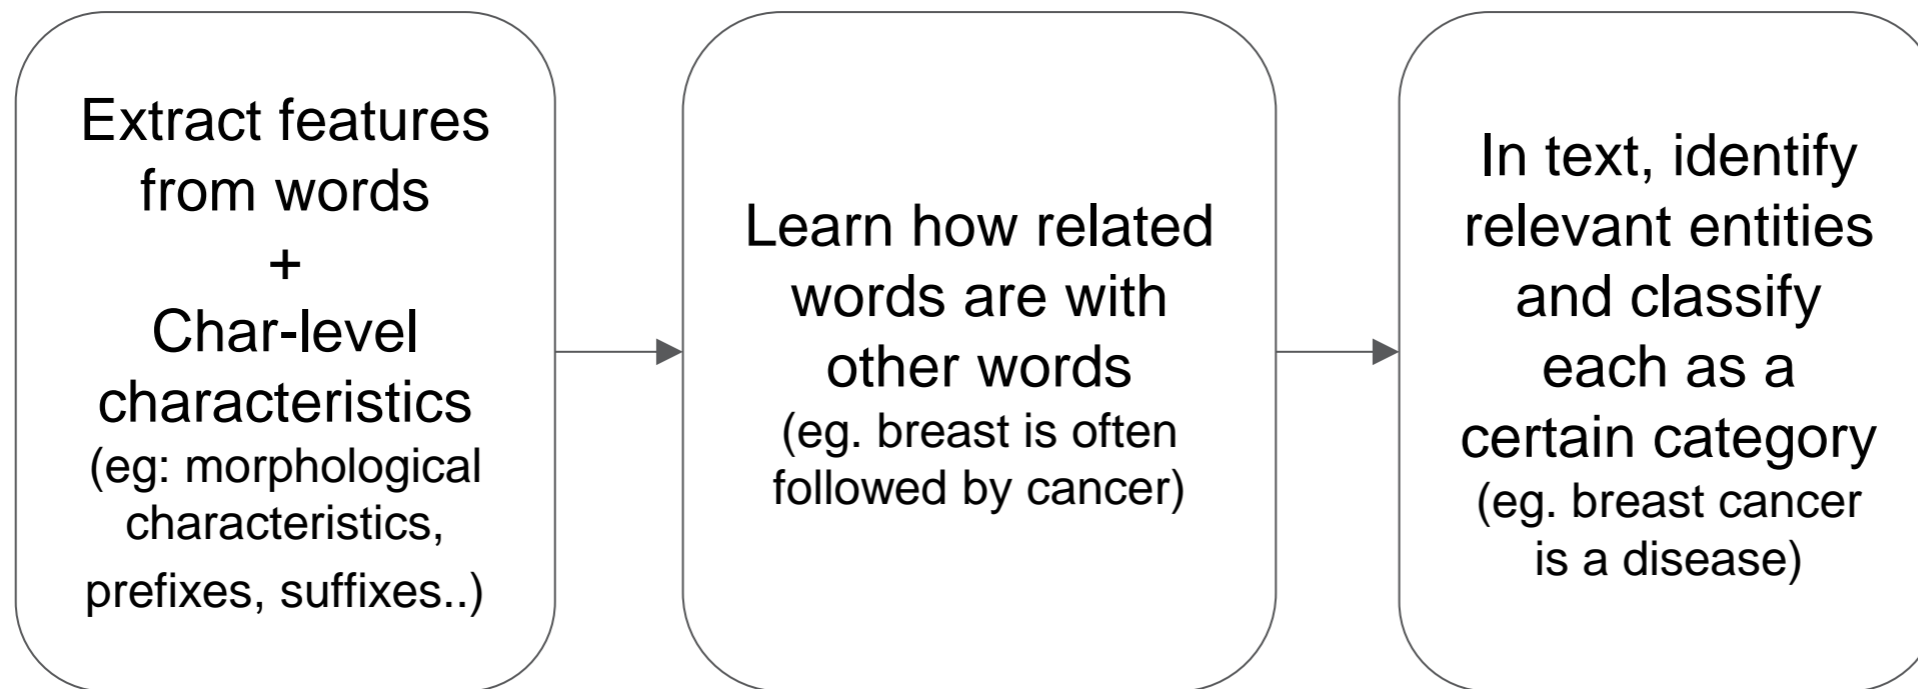 Extract features
from words
+
Char-level
characteristics
(eg: morphological
characteristics,
prefixes, suffixes..)
Learn how related
words are with
other words
(eg. breast is often
followed by cancer)
In text, identify
relevant entities
and classify
each as a
certain category
(eg. breast cancer
is a disease)